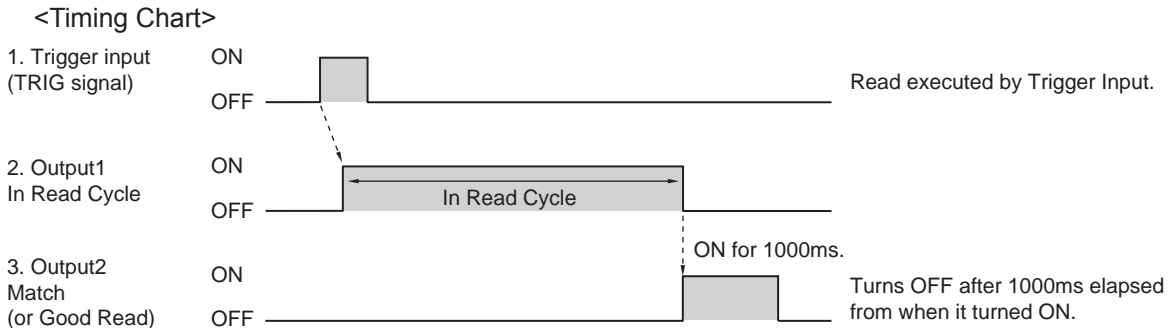 <Timing Chart>
1. Trigger input
(TRIG signal)
ON
OFF
Read executed by Trigger Input.
2. Output1
In Read Cycle
ON
OFF
In Read Cycle
3. Output2
Match
(or Good Read)
ON
OFF
ON for 1000ms.
Turns OFF after 1000ms elapsed
from when it turned ON.